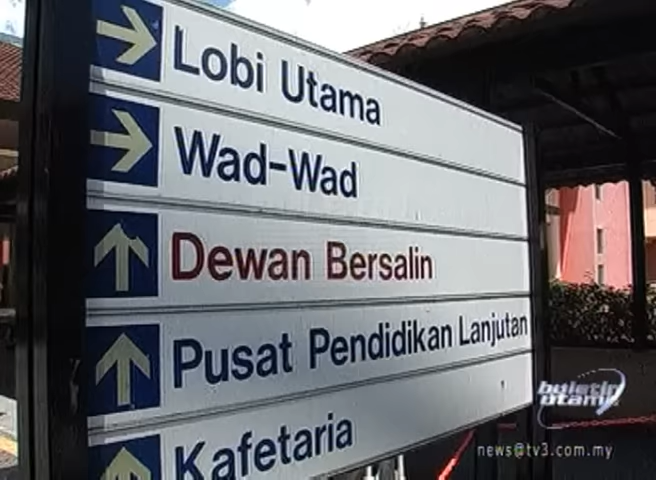 Lobi Utama
Wad-Wad
Dewan Bersalin
Pusat Pendidikan Lanjutan
Kafetaria
buletin
utama
news@tv3.com.my